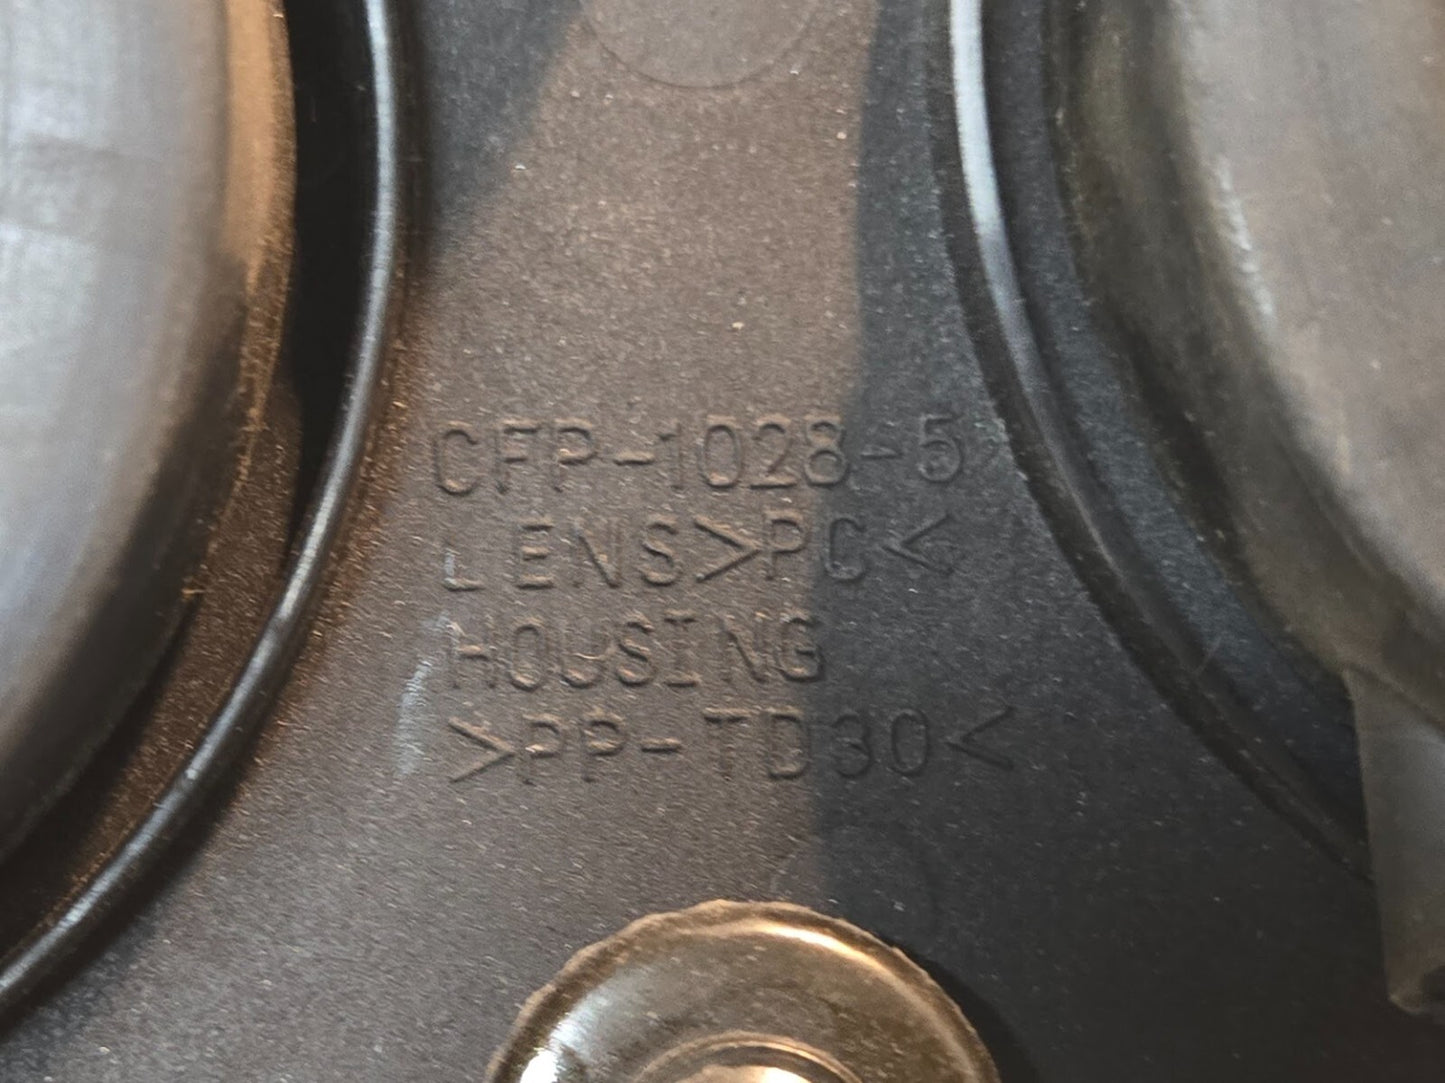 CFP-1028-5
LENS>PC<
HOUSING
>PP-TD30<